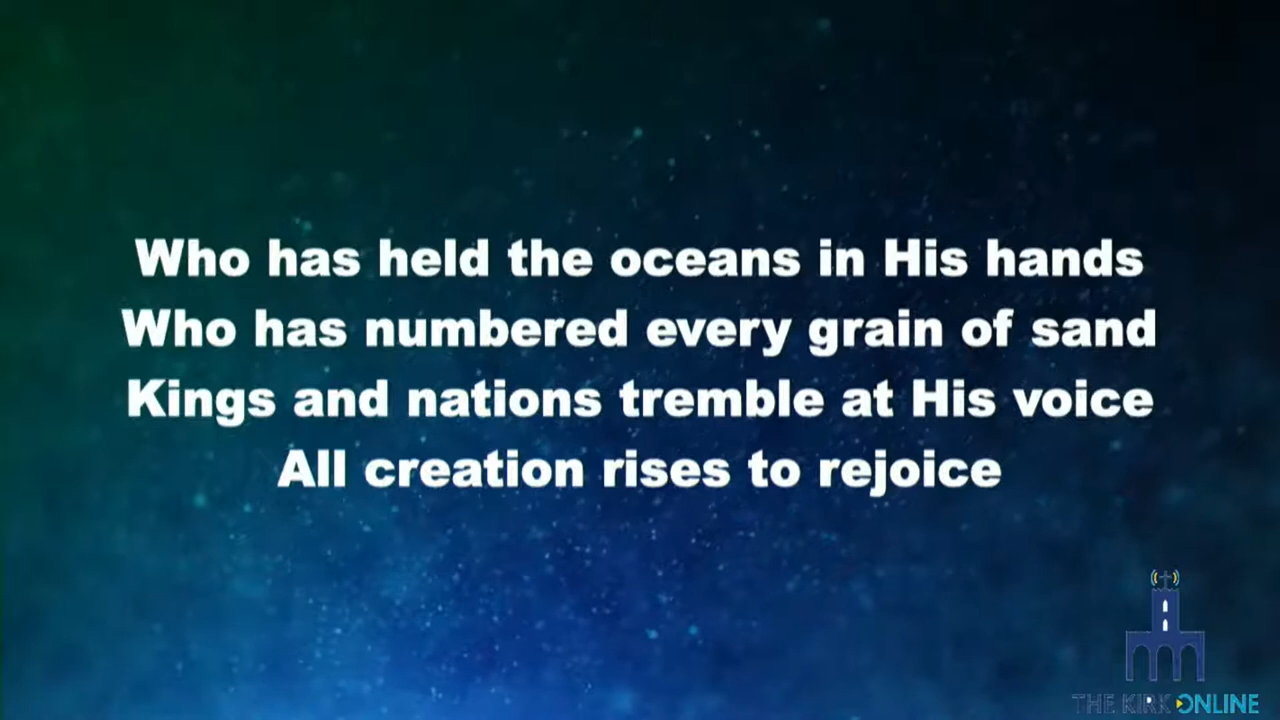 Who has held the oceans in His hands
Who has numbered every grain of sand
Kings and nations tremble at His voice
All creation rises to rejoice
THE KIRK ONLINE